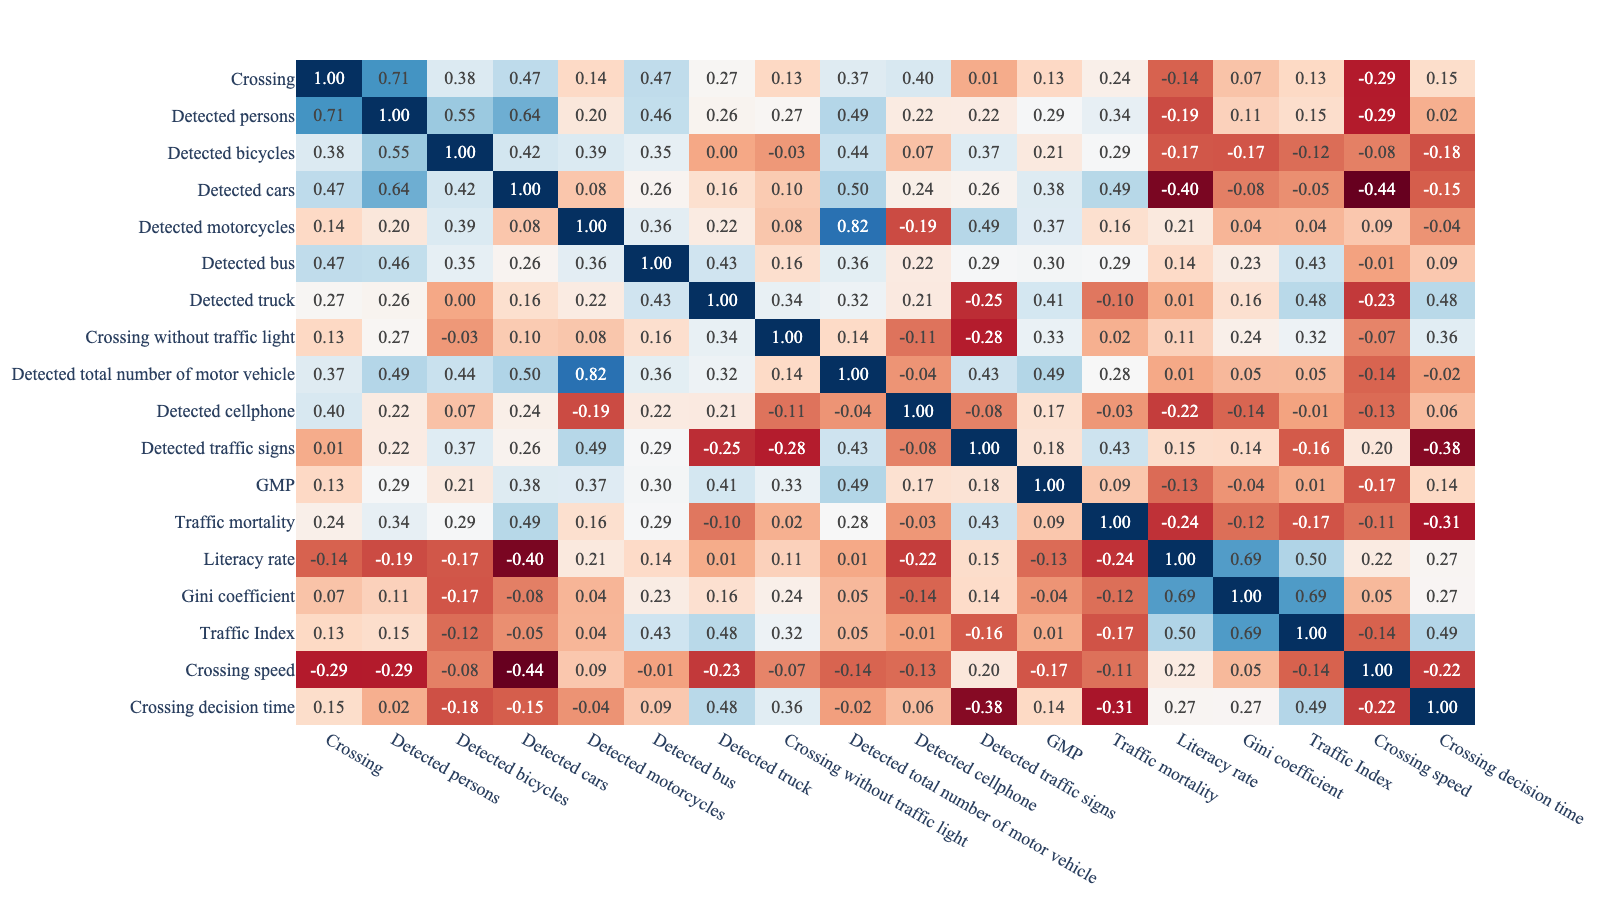 Crossing 1.00 0.71 0.38 0.47 0.14 0.47 0.27 0.13 0.37 0.40 0.01 0.13 0.24 -0.14 0.07 0.13 -0.29 0.15
Detected persons 0.71 1.00 0.55 0.64 0.20 0.46 0.26 0.27 0.49 0.22 0.22 0.29 0.34 -0.19 0.11 0.15 -0.29 0.02
Detected bicycles 0.38 0.55 1.00 0.42 0.39 0.35 0.00 -0.03 0.44 0.07 0.37 0.21 0.29 -0.17 -0.17 -0.12 -0.08 -0.18
Detected cars 0.47 0.64 0.42 1.00 0.08 0.26 0.16 0.10 0.50 0.24 0.26 0.38 0.49 -0.40 -0.08 -0.05 -0.44 -0.15
Detected motorcycles 0.14 0.20 0.39 0.08 1.00 0.36 0.22 0.08 0.82 -0.19 0.49 0.37 0.16 0.21 0.04 0.04 0.09 -0.04
Detected bus 0.47 0.46 0.35 0.26 0.36 1.00 0.43 0.16 0.36 0.22 0.29 0.30 0.29 0.14 0.23 0.43 -0.01 0.09
Detected truck 0.27 0.26 0.00 0.16 0.22 0.43 1.00 0.34 0.32 0.21 -0.25 0.41 -0.10 0.01 0.16 0.48 -0.23 0.48
Crossing without traffic light 0.13 0.27 -0.03 0.10 0.08 0.16 0.34 1.00 0.14 -0.11 -0.28 0.33 0.02 0.11 0.24 0.32 -0.07 0.36
Detected total number of motor vehicle 0.37 0.49 0.44 0.50 0.82 0.36 0.32 0.14 1.00 -0.04 0.43 0.49 0.28 0.01 0.05 0.05 -0.14 -0.02
Detected cellphone 0.40 0.22 0.07 0.24 -0.19 0.22 0.21 -0.11 -0.04 1.00 -0.08 0.17 -0.03 -0.22 -0.14 -0.01 -0.13 0.06
Detected traffic signs 0.01 0.22 0.37 0.26 0.49 0.29 -0.25 -0.28 0.43 -0.08 1.00 0.18 0.43 0.15 0.14 -0.16 0.20 -0.38
GMP 0.13 0.29 0.21 0.38 0.37 0.30 0.41 0.33 0.49 0.17 0.18 1.00 0.09 -0.13 -0.04 0.01 -0.17 0.14
Traffic mortality 0.24 0.34 0.29 0.49 0.16 0.29 -0.10 0.02 0.28 -0.03 0.43 0.09 1.00 -0.24 -0.12 -0.17 -0.11 -0.31
Literacy rate -0.14 -0.19 -0.17 -0.40 0.21 0.14 0.01 0.11 0.01 -0.22 0.15 -0.13 -0.24 1.00 0.69 0.50 0.22 0.27
Gini coefficient 0.07 0.11 -0.17 -0.08 0.04 0.23 0.16 0.24 0.05 -0.14 0.14 -0.04 -0.12 0.69 1.00 0.69 0.05 0.27
Traffic Index 0.13 0.15 -0.12 -0.05 0.04 0.43 0.48 0.32 0.05 -0.01 -0.16 0.01 -0.17 0.50 0.69 1.00 -0.14 0.49
Crossing speed -0.29 -0.29 -0.08 -0.44 0.09 -0.01 -0.23 -0.07 -0.14 -0.13 0.20 -0.17 -0.11 0.22 0.05 -0.14 1.00 -0.22
Crossing decision time 0.15 0.02 -0.18 -0.15 -0.04 0.09 0.48 0.36 -0.02 0.06 -0.38 0.14 -0.31 0.27 0.27 0.49 -0.22 1.00
Crossing
Detected persons
Detected bicycles
Detected cars
Detected motorcycles
Detected bus
Detected truck
Crossing without traffic light
Detected total number of motor vehicle
Detected cellphone
Detected traffic signs
GMP
Traffic mortality
Literacy rate
Gini coefficient
Traffic Index
Crossing speed
Crossing decision time